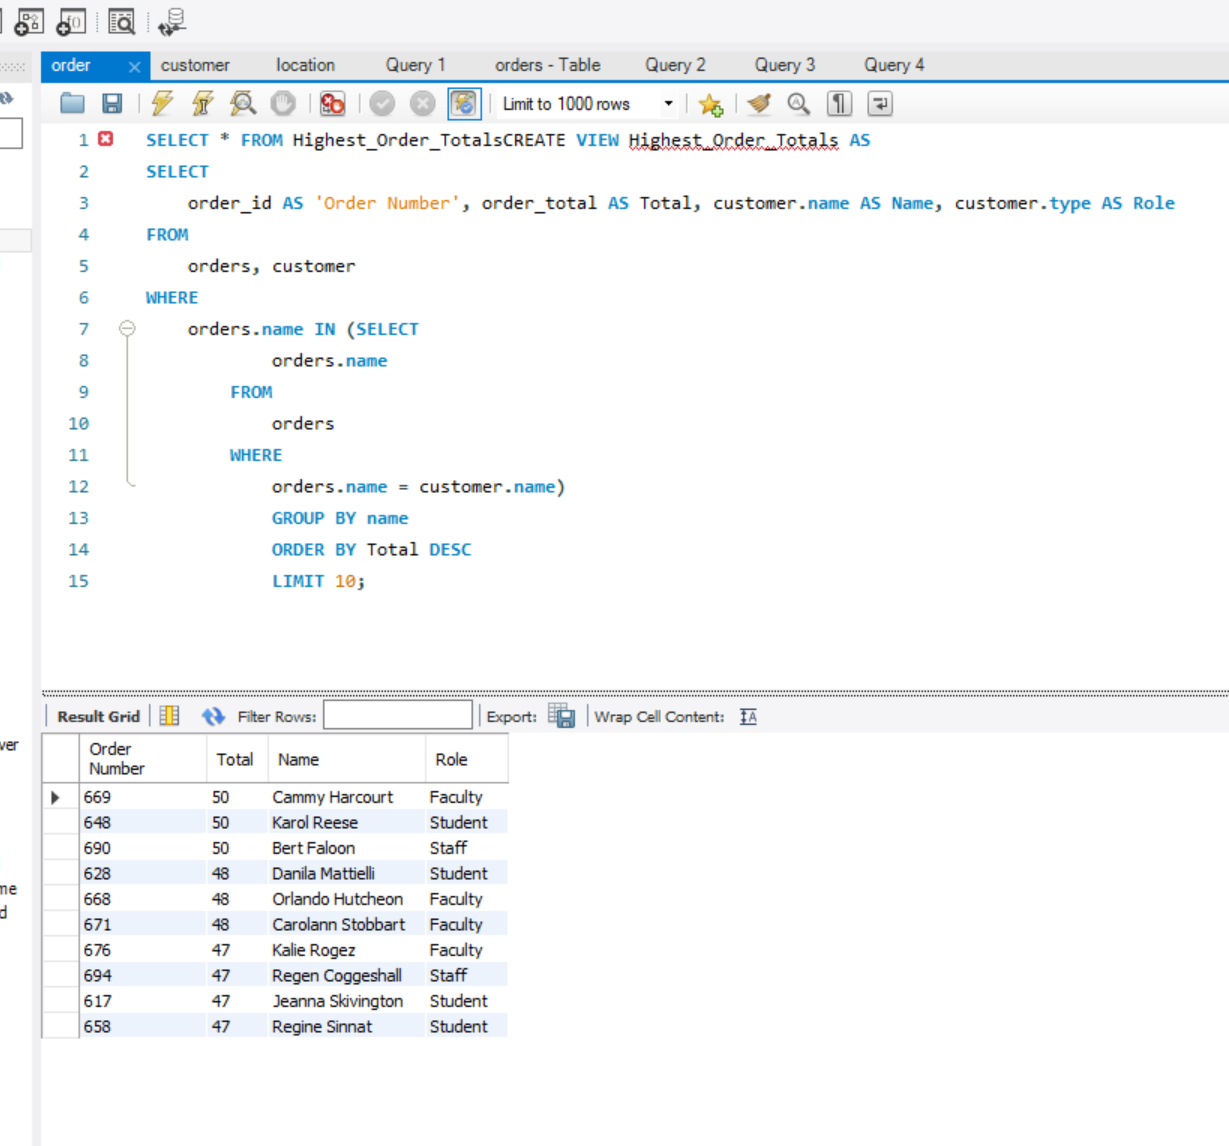 order customer location Query 1 orders - Table Query 2 Query 3 Query 4
Limit to 1000 rows
1 SELECT * FROM Highest_Order_TotalsCREATE VIEW Highest_Order_Totals AS
2 SELECT
3 order_id AS 'Order Number', order_total AS Total, customer.name AS Name, customer.type AS Role
4 FROM
5 orders, customer
6 WHERE
7 orders.name IN (SELECT
8 orders.name
9 FROM
10 orders
11 WHERE
12 orders.name = customer.name)
13 GROUP BY name
14 ORDER BY Total DESC
15 LIMIT 10;
Result Grid Filter Rows: Export: Wrap Cell Content:
Order Number Total Name Role
669 50 Cammy Harcourt Faculty
648 50 Karol Reese Student
690 50 Bert Faloon Staff
628 48 Danila Mattielli Student
668 48 Orlando Hutcheon Faculty
671 48 Carolann Stobbart Faculty
676 47 Kalie Rogez Faculty
694 47 Regen Coggeshall Staff
617 47 Jeanna Skivington Student
658 47 Regine Sinnat Student